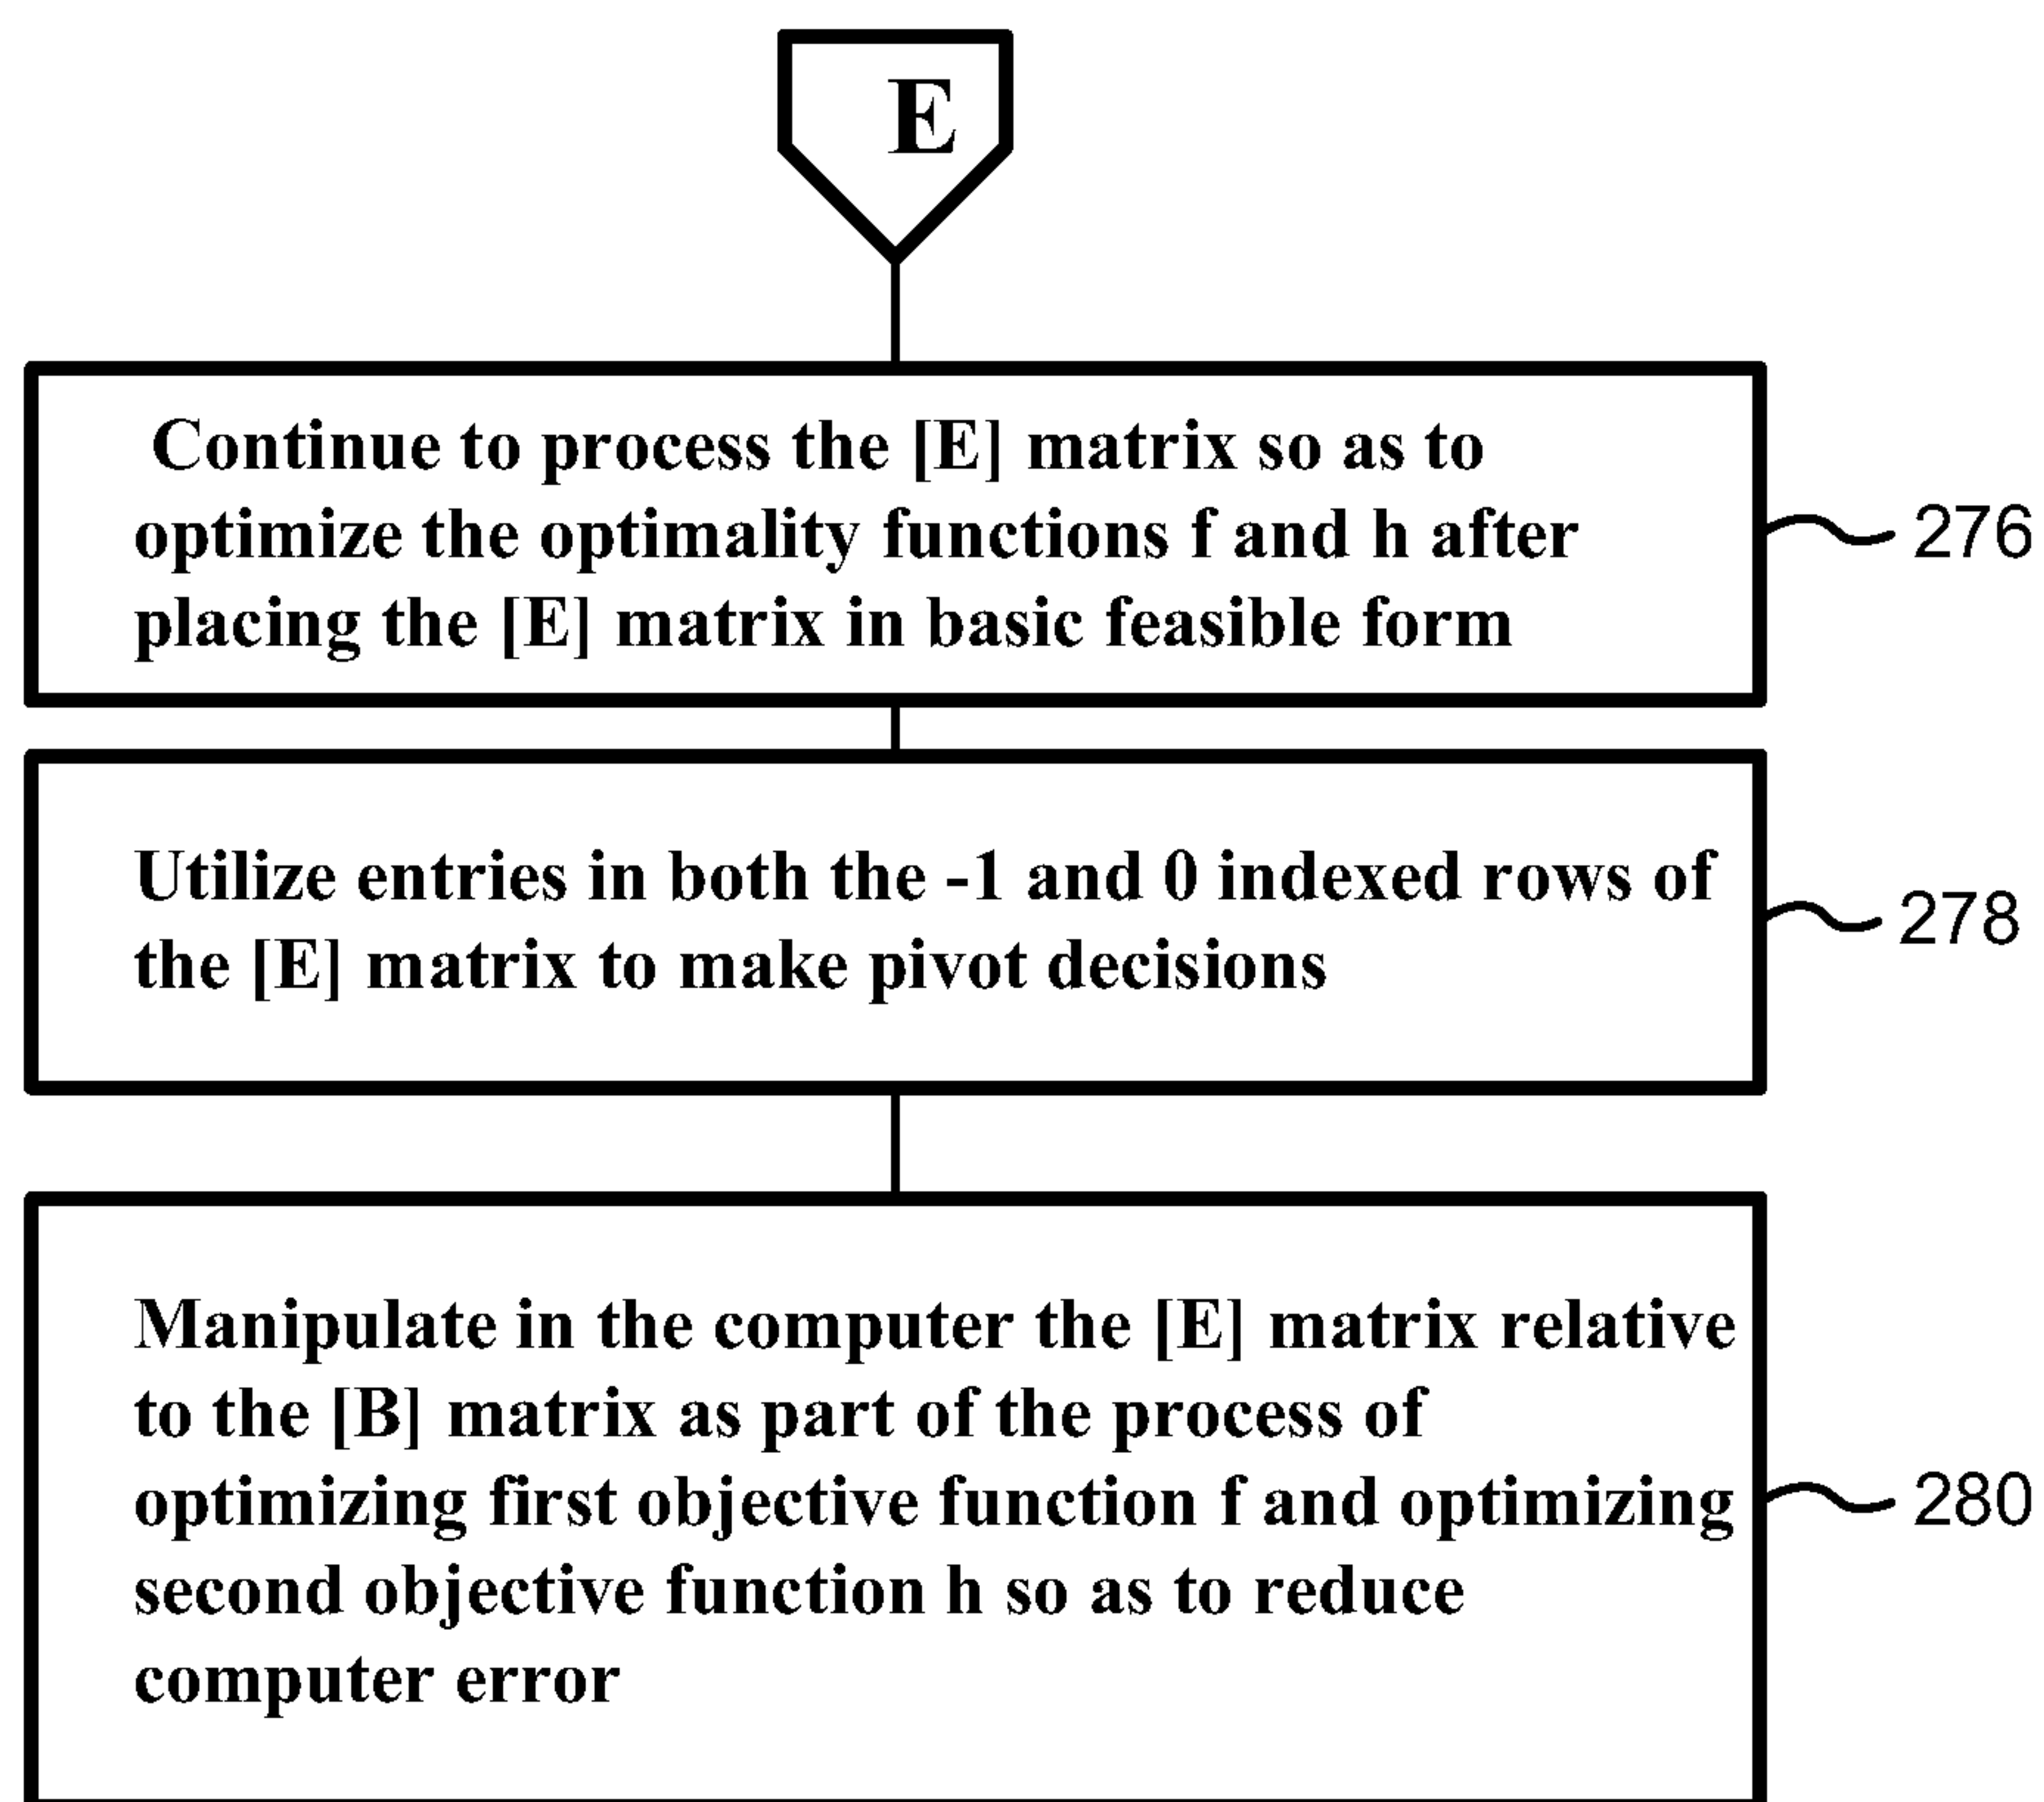 E
Continue to process the [E] matrix so as to
optimize the optimality functions f and h after
placing the [E] matrix in basic feasible form
276
Utilize entries in both the -1 and 0 indexed rows of
the [E] matrix to make pivot decisions
278
Manipulate in the computer the [E] matrix relative
to the [B] matrix as part of the process of
optimizing first objective function f and optimizing
second objective function h so as to reduce
computer error
280